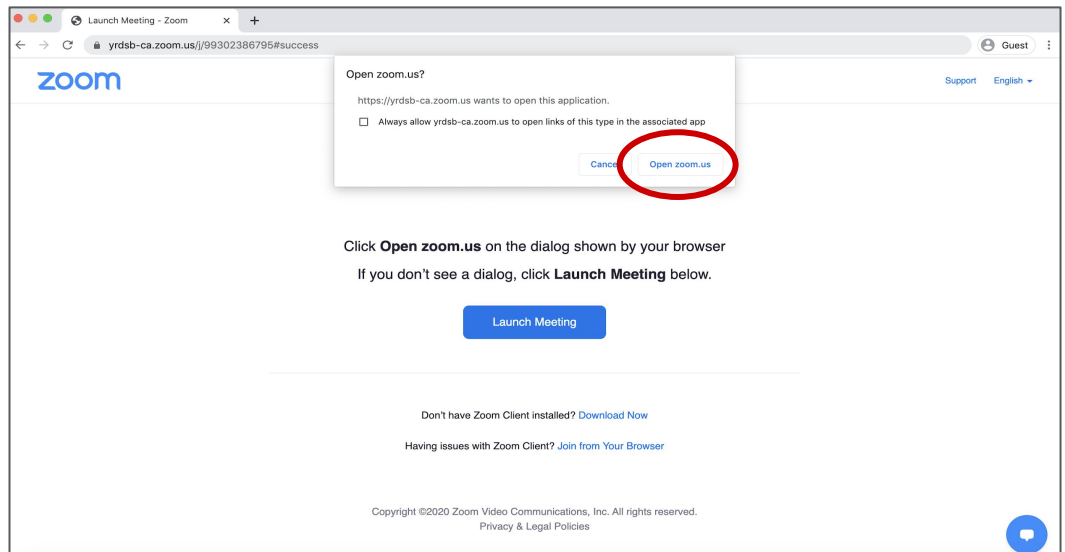 Launch Meeting - Zoom
yrdsb-ca.zoom.us/j/99302386795#success
Guest
zoom
Support English
Open zoom.us?
https://yrdsb-ca.zoom.us wants to open this application.
Always allow yrdsb-ca.zoom.us to open links of this type in the associated app
Cance Open zoom.us
Click Open zoom.us on the dialog shown by your browser
If you don't see a dialog, click Launch Meeting below.
Launch Meeting
Don't have Zoom Client installed? Download Now
Having issues with Zoom Client? Join from Your Browser
Copyright ©2020 Zoom Video Communications, Inc. All rights reserved.
Privacy & Legal Policies